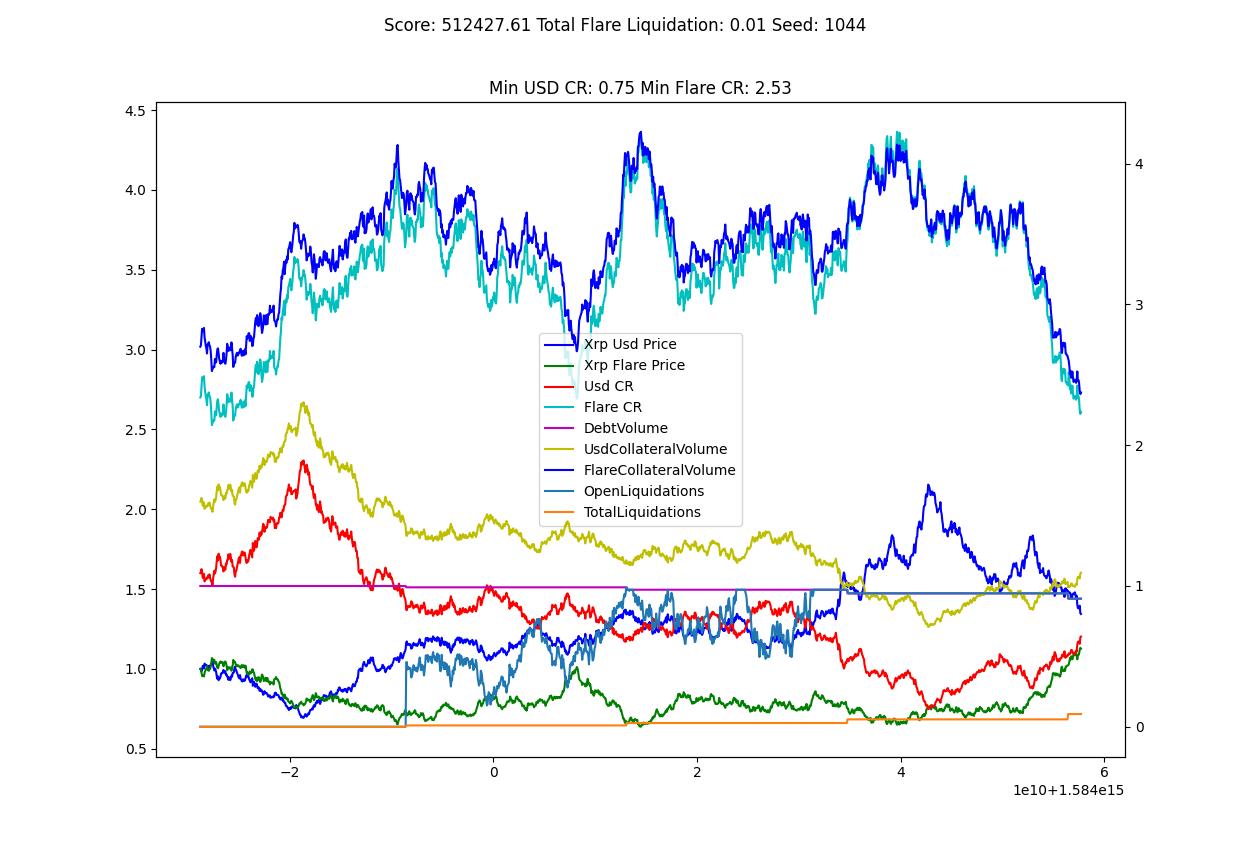 Score: 512427.61 Total Flare Liquidation: 0.01 Seed: 1044
Min USD CR: 0.75 Min Flare CR: 2.53
4.5
4.0
3.5
3.0
2.5
2.0
1.5
1.0
0.5
4
3
2
1
0
Xrp Usd Price
Xrp Flare Price
Usd CR
Flare CR
DebtVolume
UsdCollateralVolume
FlareCollateralVolume
OpenLiquidations
TotalLiquidations
−2 0 2 4 6
1e10+1.584e15